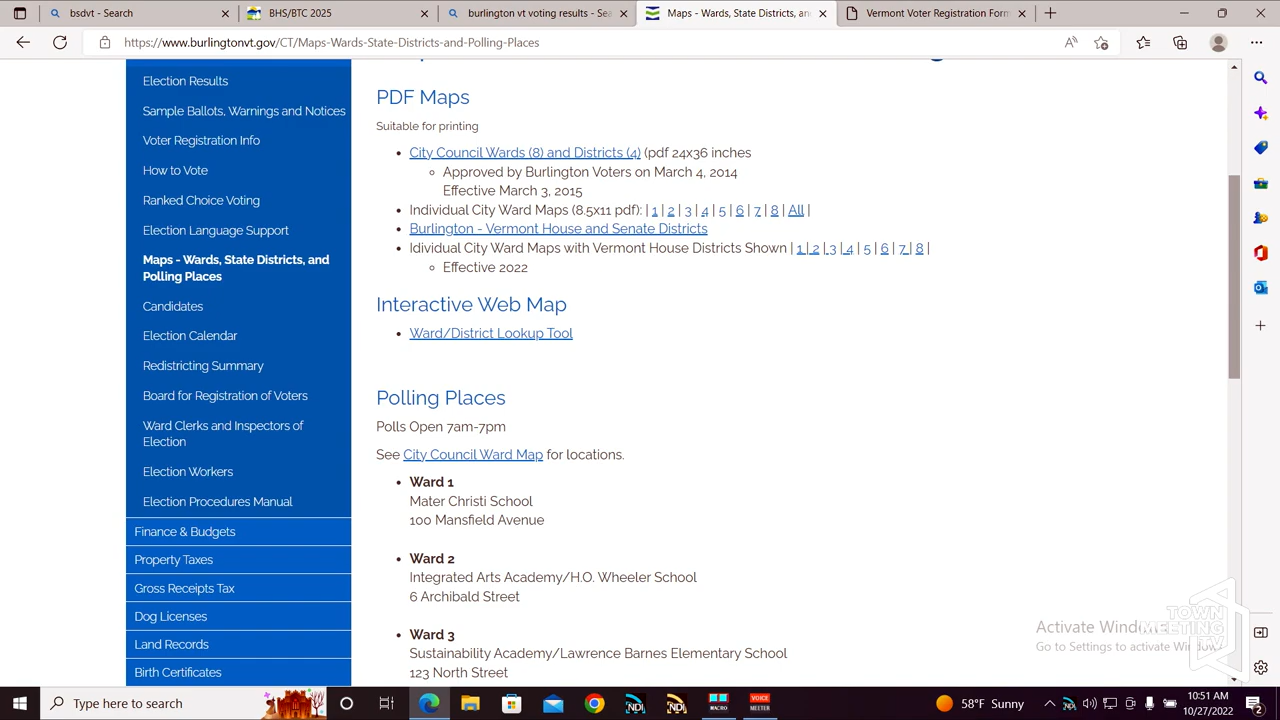 bsdvt - Search
BHS/BTC 2025
burlington vt voting results - Sea
Maps - Wards, State Districts, an
Vermont Voter Registration Form
https://www.burlingtonvt.gov/CT/Maps-Wards-State-Districts-and-Polling-Places
Election Results
Sample Ballots, Warnings and Notices
Voter Registration Info
How to Vote
Ranked Choice Voting
Election Language Support
Maps - Wards, State Districts, and
Polling Places
Candidates
Election Calendar
Redistricting Summary
Board for Registration of Voters
Ward Clerks and Inspectors of
Election
Election Workers
Election Procedures Manual
Finance & Budgets
Property Taxes
Gross Receipts Tax
Dog Licenses
Land Records
Birth Certificates
PDF Maps
Suitable for printing
City Council Wards (8) and Districts (4) (pdf 24x36 inches
Approved by Burlington Voters on March 4, 2014
Effective March 3, 2015
Individual City Ward Maps (8.5x11 pdf): | 1 | 2 | 3 | 4 | 5 | 6 | 7 | 8 | All |
Burlington - Vermont House and Senate Districts
Idividual City Ward Maps with Vermont House Districts Shown | 1 | 2 | 3 | 4 | 5 | 6 | 7 | 8 |
Effective 2022
Interactive Web Map
Ward/District Lookup Tool
Polling Places
Polls Open 7am-7pm
See City Council Ward Map for locations.
Ward 1
Mater Christi School
100 Mansfield Avenue
Ward 2
Integrated Arts Academy/H.O. Wheeler School
6 Archibald Street
Ward 3
Sustainability Academy/Lawrence Barnes Elementary School
123 North Street
Activate Windows
Go to Settings to activate Windows.
TOWN
MEETING
TV
Type here to search
NDI
NDI
MACRO
VOICE
MEETER
58°F Sunny
10:51 AM
10/27/2022
2